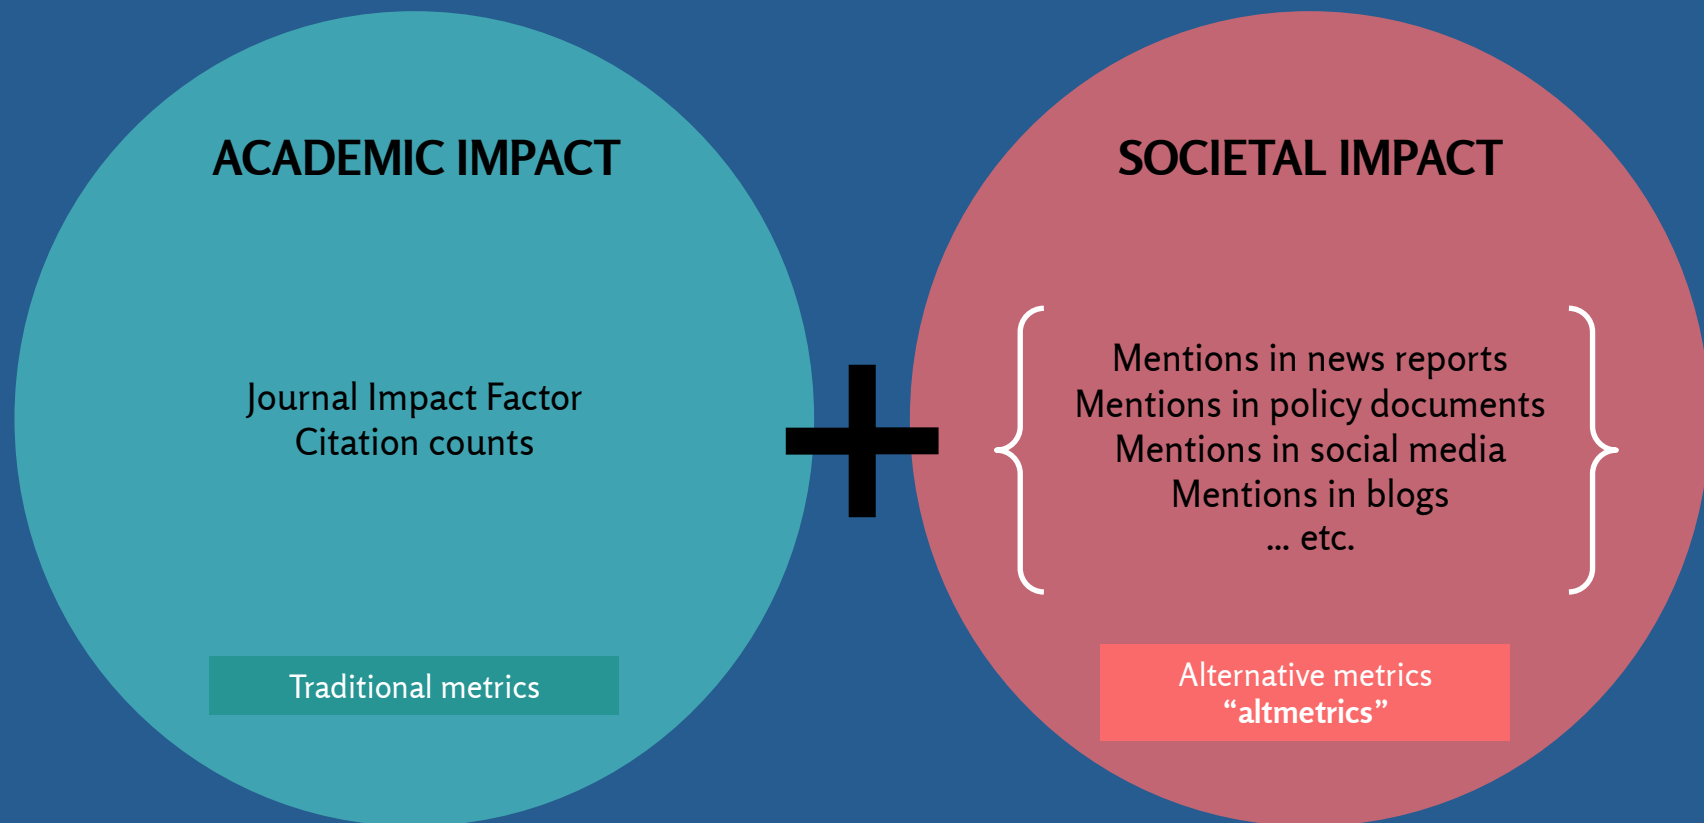 ACADEMIC IMPACT
Journal Impact Factor
Citation counts
Traditional metrics
SOCIETAL IMPACT
Mentions in news reports
Mentions in policy documents
Mentions in social media
Mentions in blogs
... etc.
Alternative metrics
“altmetrics”